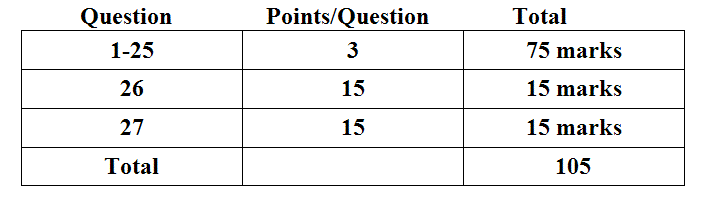 Question Points/Question Total
1-25 3 75 marks
26 15 15 marks
27 15 15 marks
Total 105